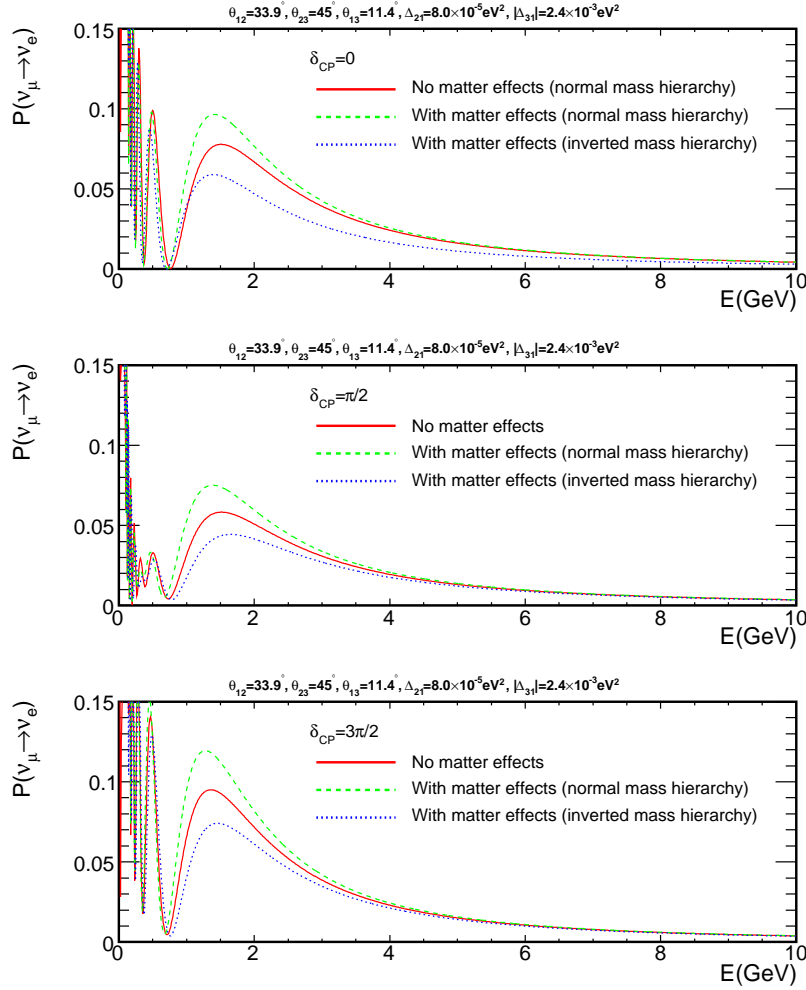 θ12=33.9°, θ23=45°, θ13=11.4°, Δ21=8.0×10-5eV2, |Δ31|=2.4×10-3eV2
P(νμ→νe)
0.15
0.1
0.05
0
δCP=0
No matter effects (normal mass hierarchy)
With matter effects (normal mass hierarchy)
With matter effects (inverted mass hierarchy)
0 2 4 6 8 10
E(GeV)
θ12=33.9°, θ23=45°, θ13=11.4°, Δ21=8.0×10-5eV2, |Δ31|=2.4×10-3eV2
P(νμ→νe)
0.15
0.1
0.05
0
δCP=π/2
No matter effects
With matter effects (normal mass hierarchy)
With matter effects (inverted mass hierarchy)
0 2 4 6 8 10
E(GeV)
θ12=33.9°, θ23=45°, θ13=11.4°, Δ21=8.0×10-5eV2, |Δ31|=2.4×10-3eV2
P(νμ→νe)
0.15
0.1
0.05
0
δCP=3π/2
No matter effects
With matter effects (normal mass hierarchy)
With matter effects (inverted mass hierarchy)
0 2 4 6 8 10
E(GeV)